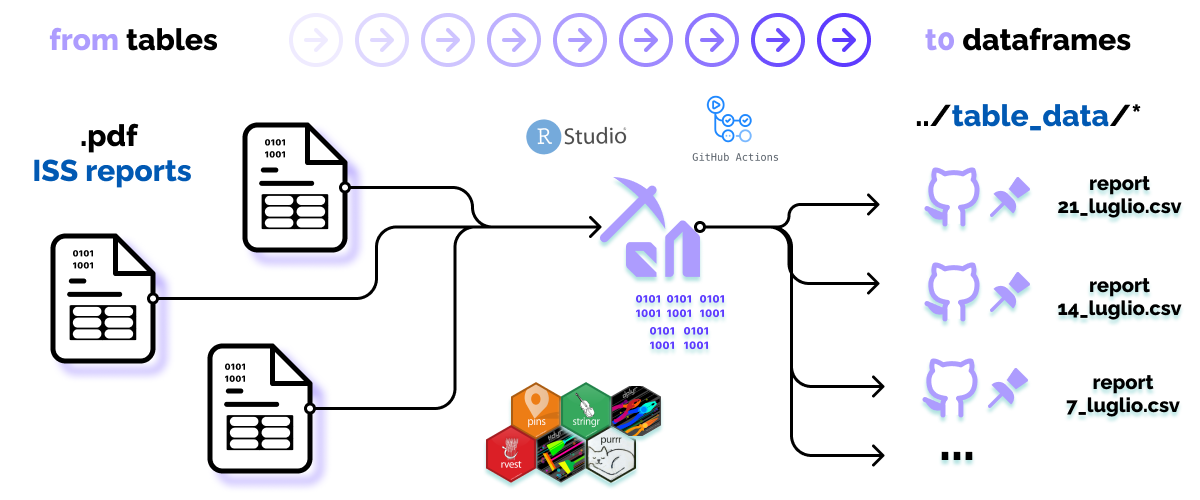 from tables
to dataframes
.pdf
ISS reports
0101
1001
0101
1001
0101
1001
R Studio
GitHub Actions
0101 0101 0101
1001 1001 1001
0101 0101
1001 1001
pins
stringr
dplyr
rvest
purrr
../table_data/*
report
21_luglio.csv
report
14_luglio.csv
report
7_luglio.csv
...